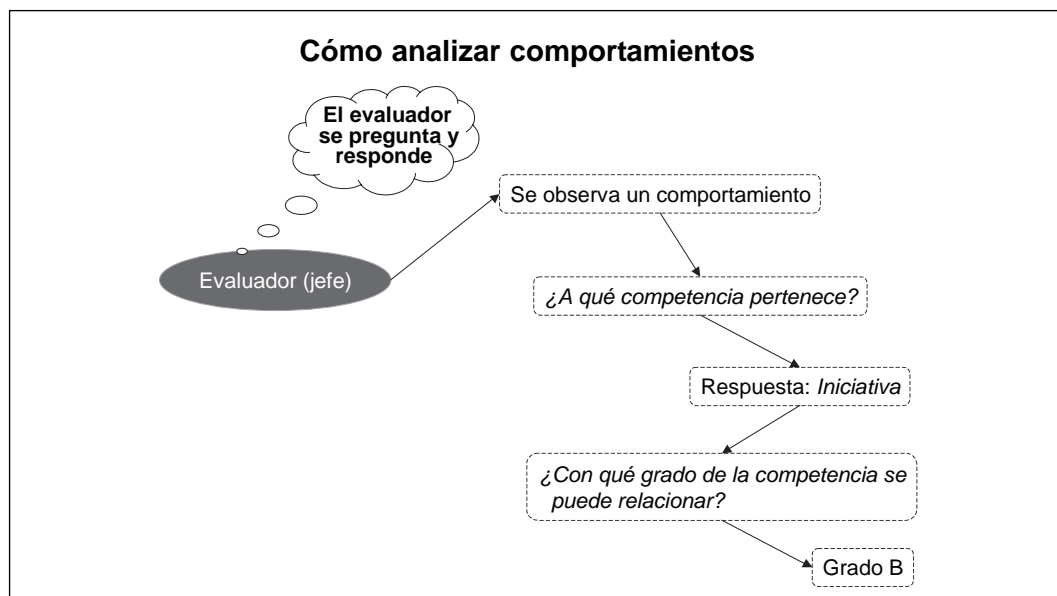 Cómo analizar comportamientos
El evaluador
se pregunta y
responde
Se observa un comportamiento
Evaluador (jefe)
¿A qué competencia pertenece?
Respuesta: Iniciativa
¿Con qué grado de la competencia se
puede relacionar?
Grado B